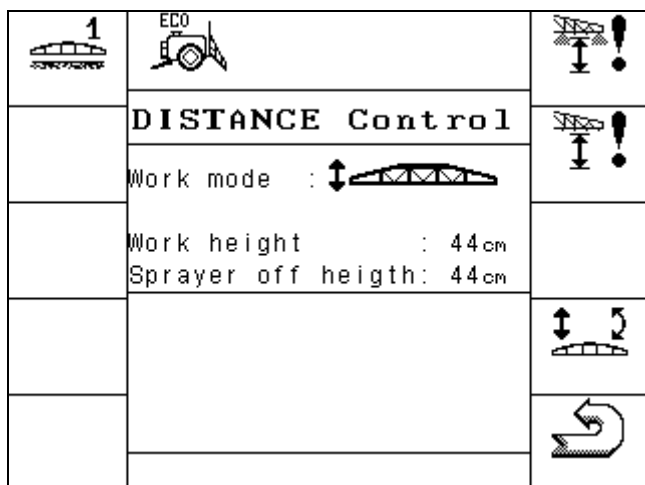 1
ECO
DISTANCE Control
Work mode :
Work height : 44cm
Sprayer off heigth: 44cm